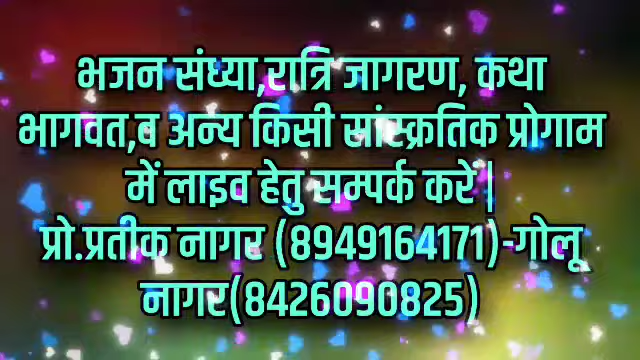 भजन संध्या,रात्रि जागरण, कथा
भागवत,व अन्य किसी सांस्क्रतिक प्रोगाम
में लाइव हेतु सम्पर्क करें |
प्रो.प्रतीक नागर (8949164171)-गोलू
नागर(8426090825)